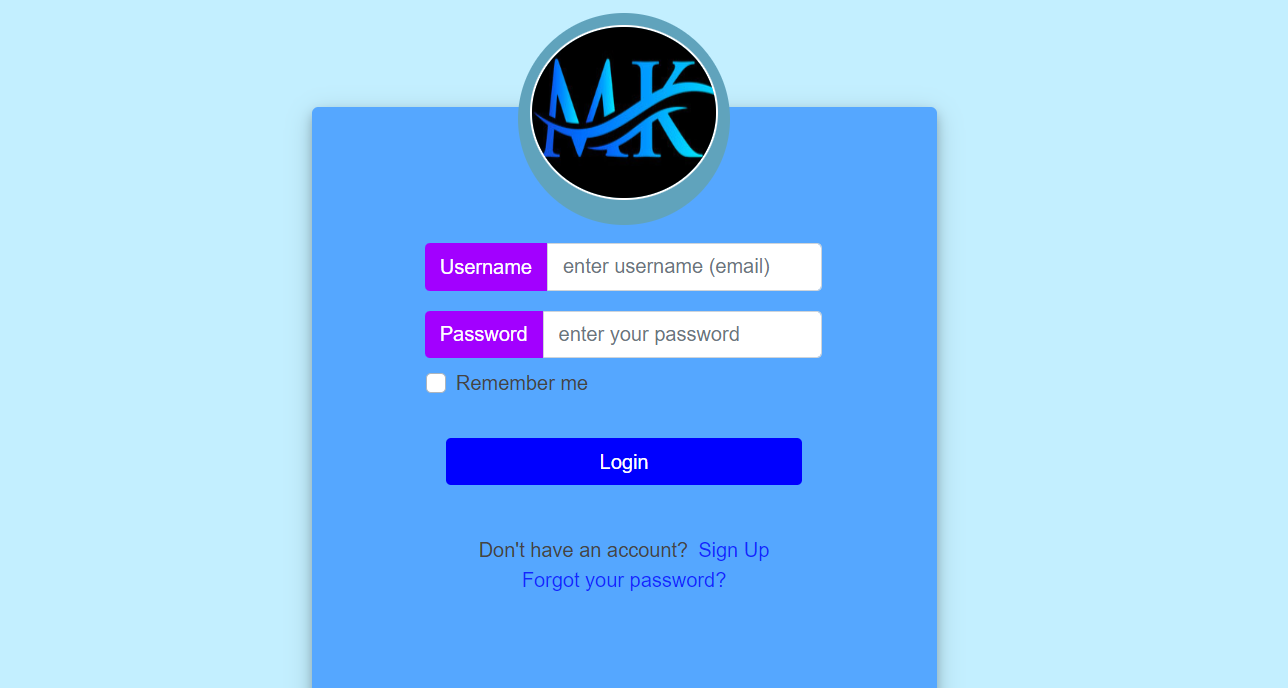 MK
Username enter username (email)
Password enter your password
Remember me
Login
Don't have an account? Sign Up
Forgot your password?